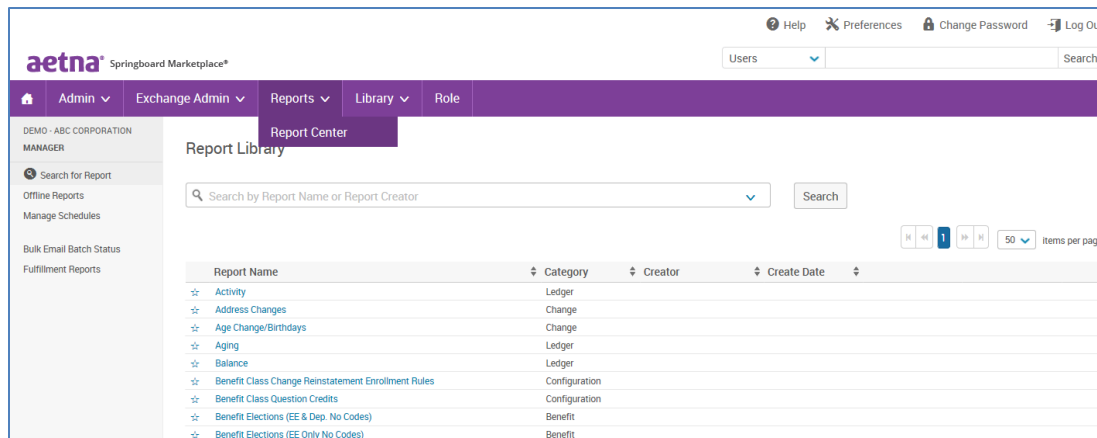 Help Preferences Change Password Log Ou
aetna® Springboard Marketplace® Users Search
Admin Exchange Admin Reports Library Role
Report Center
DEMO - ABC CORPORATION
MANAGER
Search for Report
Offline Reports
Manage Schedules
Bulk Email Batch Status
Fulfillment Reports
Report Library
Search by Report Name or Report Creator Search
1 50 items per pag
Report Name Category Creator Create Date
Activity Ledger
Address Changes Change
Age Change/Birthdays Change
Aging Ledger
Balance Ledger
Benefit Class Change Reinstatement Enrollment Rules Configuration
Benefit Class Question Credits Configuration
Benefit Elections (EE & Dep. No Codes) Benefit
Benefit Elections (EE Only No Codes) Benefit